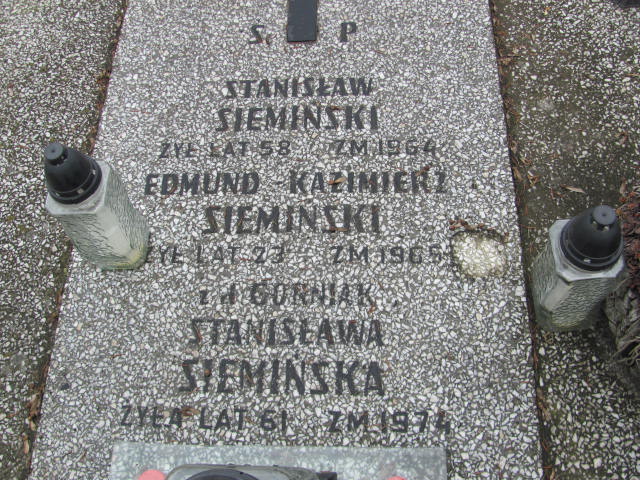 Ś P
STANISŁAW
SIEMIŃSKI
ŻYŁ LAT 58 ZM 1964
EDMUND-KAZIMIERZ
SIEMIŃSKI
ŻYŁ LAT 23 ZM 1965
z d GÓRNIAK
STANISŁAWA
SIEMIŃSKA
ŻYŁA LAT 61 ZM 1974